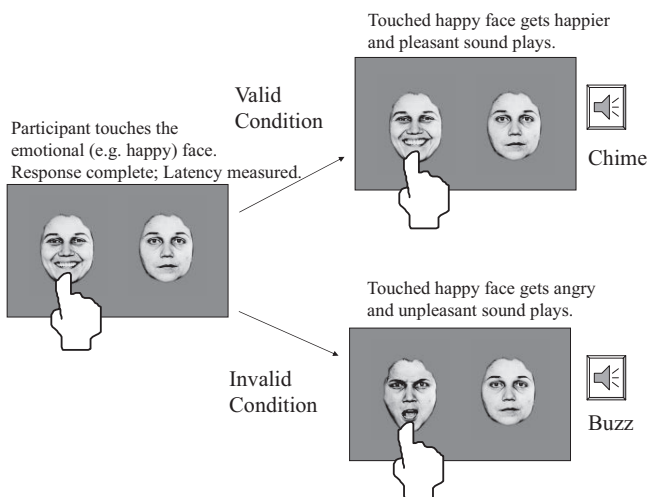 Touched happy face gets happier
and pleasant sound plays.
Valid
Condition
Participant touches the
emotional (e.g. happy) face.
Response complete; Latency measured.
Chime
Touched happy face gets angry
and unpleasant sound plays.
Invalid
Condition
Buzz